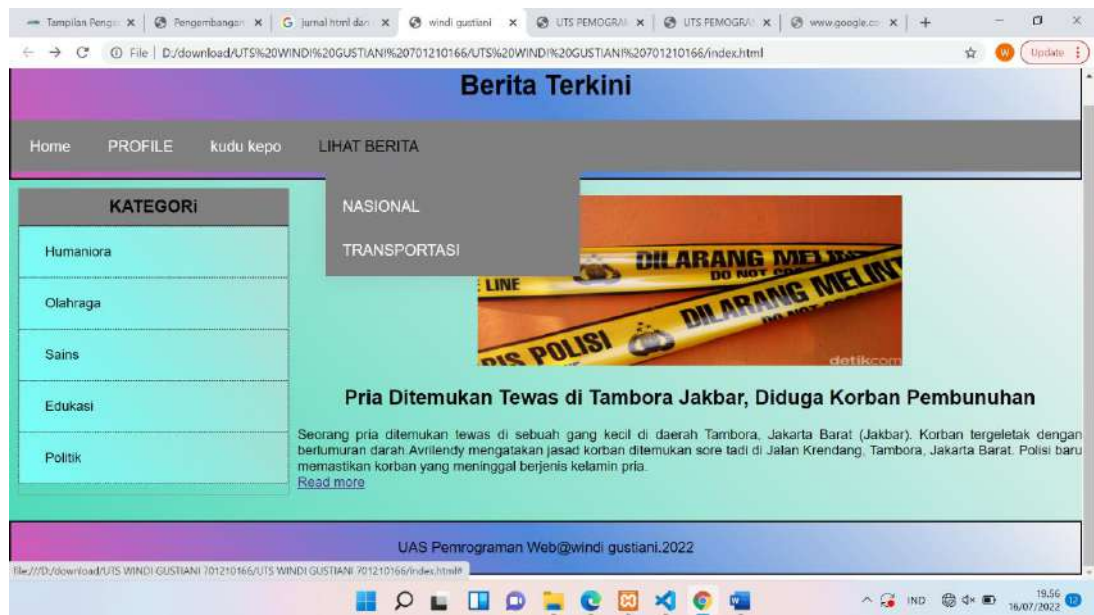 Tampilan Peng
Pengembangan
jurnal html dan
windi gustiani
UTS PEMOGRA
UTS PEMOGRA
www.google.co
File | D:/download/UTS%20WINDI%20GUSTIANI%20701210166/UTS%20WINDI%20GUSTIANI%20701210166/index.html
W
Update
Berita Terkini
Home
PROFILE
kudu kepo
LIHAT BERITA
NASIONAL
TRANSPORTASI
KATEGORi
Humaniora
Olahraga
Sains
Edukasi
Politik
DILARANG MELINT
DO NOT
LINE
DILARANG MELINT
POLISI
detikcom
Pria Ditemukan Tewas di Tambora Jakbar, Diduga Korban Pembunuhan
Seorang pria ditemukan tewas di sebuah gang kecil di daerah Tambora, Jakarta Barat (Jakbar). Korban tergeletak dengan
berlumuran darah.Avrilendy mengatakan jasad korban ditemukan sore tadi di Jalan Krendang, Tambora, Jakarta Barat. Polisi baru
memastikan korban yang meninggal berjenis kelamin pria.
Read more
UAS Pemrograman Web@windi gustiani.2022
file:///D:/download/UTS WINDI GUSTIANI 701210166/UTS WINDI GUSTIANI 701210166/index.html#
IND
19.56
16/07/2022
12